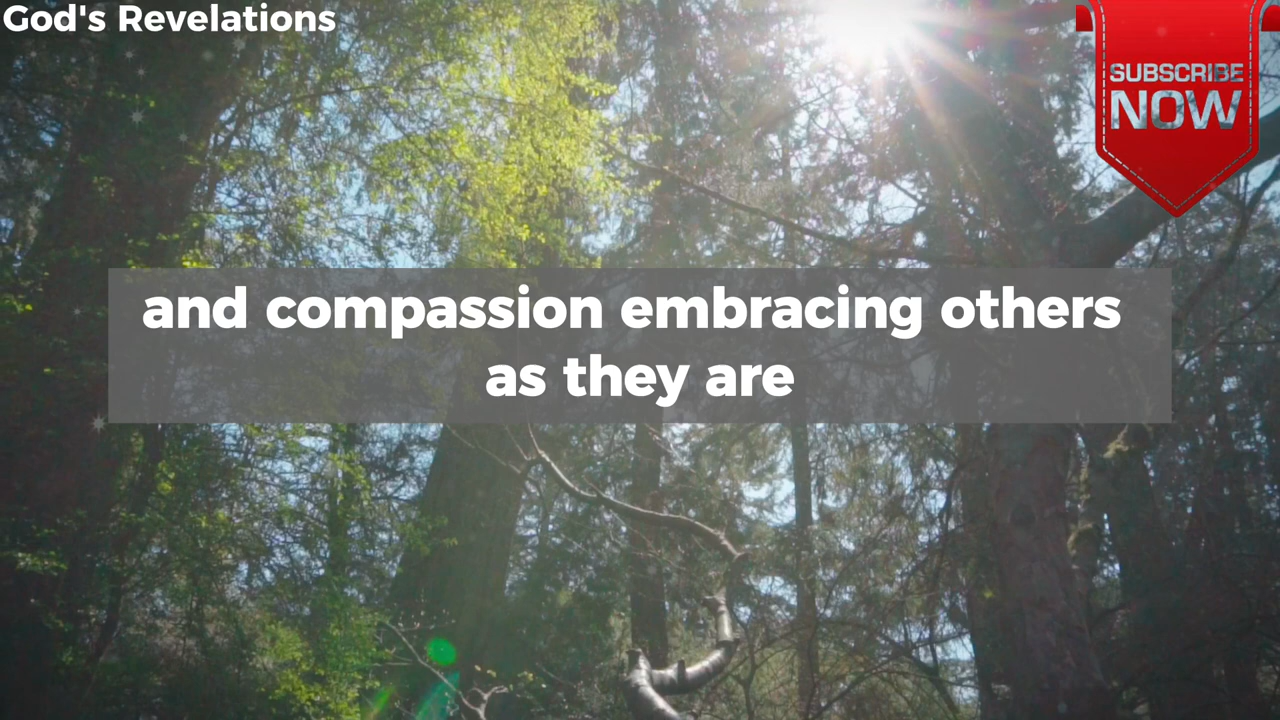 God's Revelations
SUBSCRIBE
NOW
and compassion embracing others
as they are